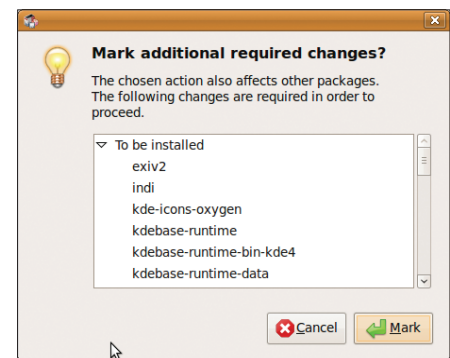 Mark additional required changes?
The chosen action also affects other packages.
The following changes are required in order to
proceed.
To be installed
exiv2
indi
kde-icons-oxygen
kdebase-runtime
kdebase-runtime-bin-kde4
kdebase-runtime-data
Cancel
Mark